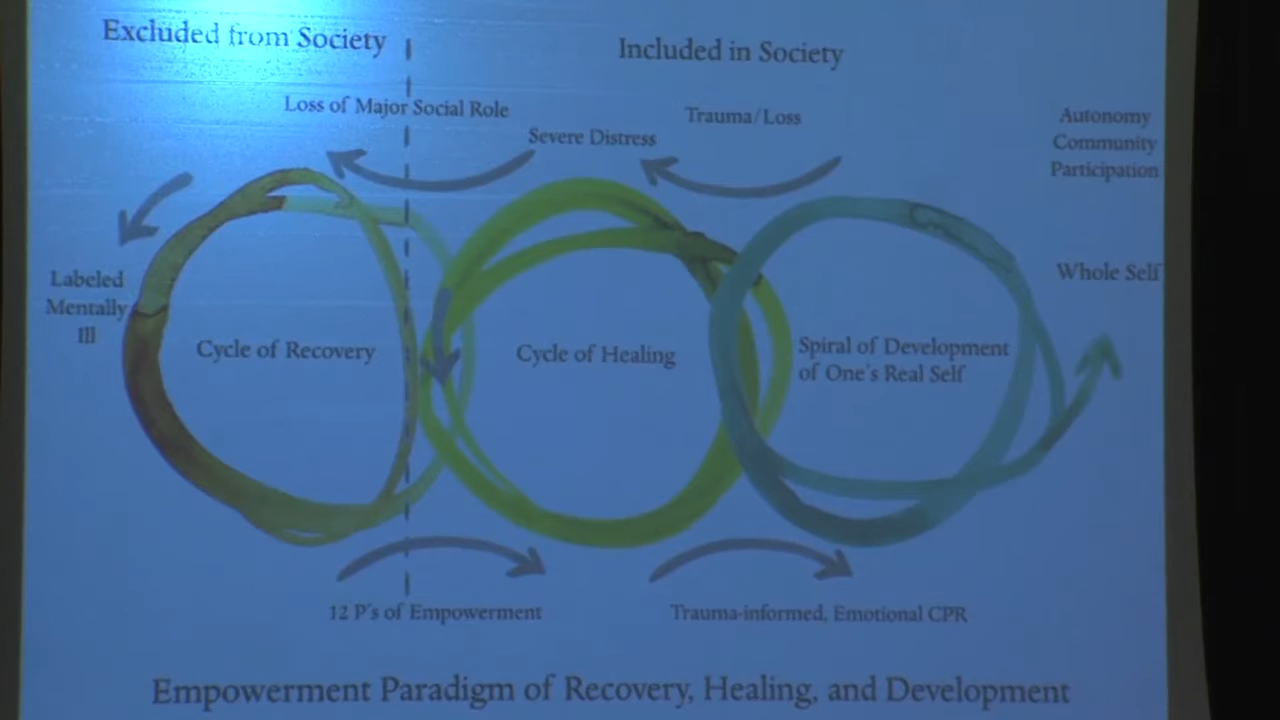 Excluded from Society
Included in Society
Loss of Major Social Role
Trauma/Loss
Severe Distress
Autonomy
Community
Participation
Labeled
Mentally
Ill
Whole Self
Cycle of Recovery
Cycle of Healing
Spiral of Development
of One's Real Self
12 P's of Empowerment
Trauma-informed, Emotional CPR
Empowerment Paradigm of Recovery, Healing, and Development